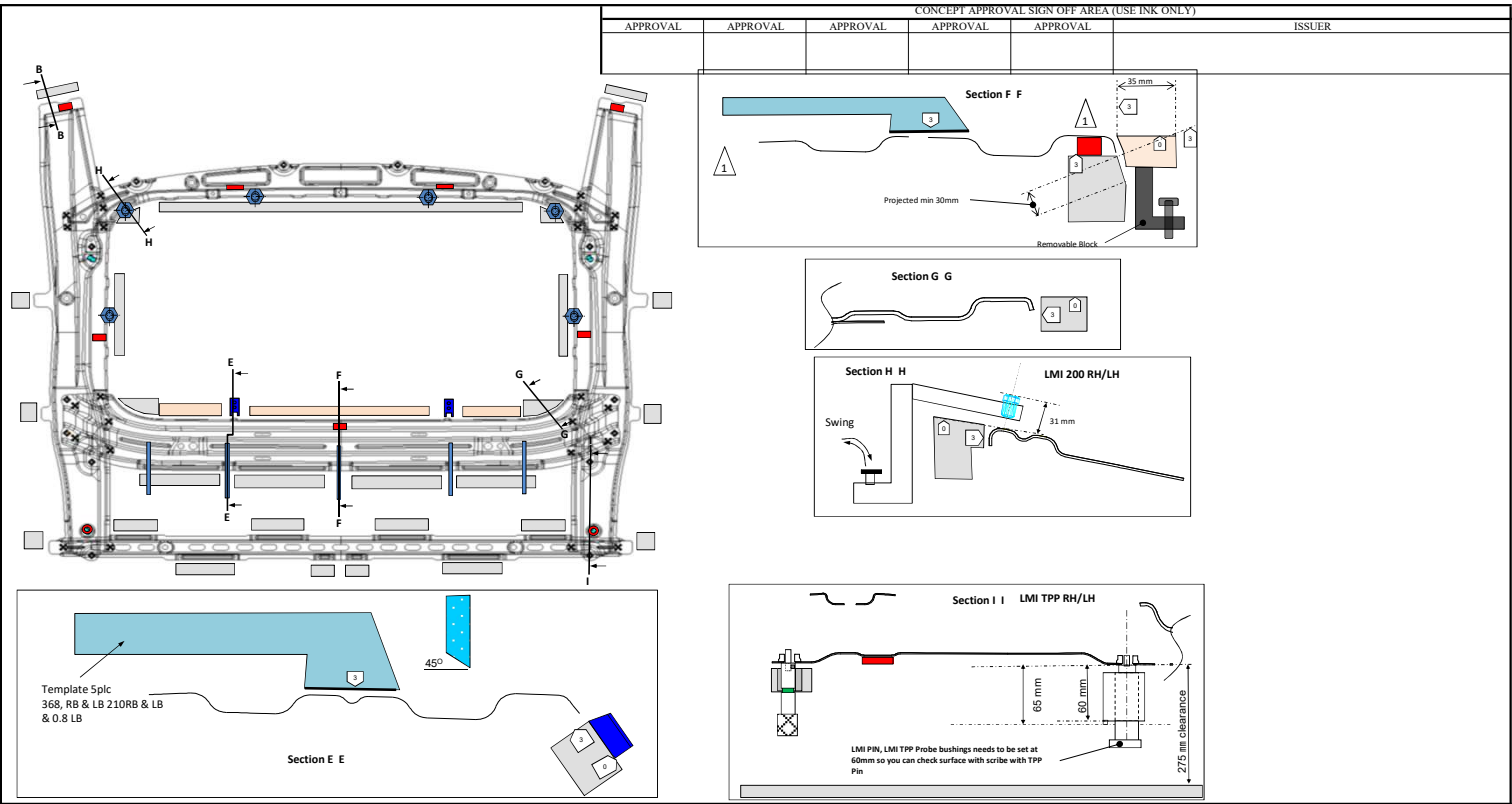 CONCEPT APPROVAL SIGN OFF AREA (USE INK ONLY)
APPROVAL APPROVAL APPROVAL APPROVAL APPROVAL ISSUER
B
B
H
H
E
F
G
G
E
F
I
Section F F
35 mm
3
3
1
1
3
0
3
Projected min 30mm
Removable Block
Section G G
0
3
Section H H
LMI 200 RH/LH
Swing
31 mm
0
3
Section I I
LMI TPP RH/LH
65 mm
60 mm
275 mm clearance
LMI PIN, LMI TPP Probe bushings needs to be set at
60mm so you can check surface with scribe with TPP
Pin
45O
3
Template 5plc
368, RB & LB 210RB & LB
& 0.8 LB
3
0
Section E E